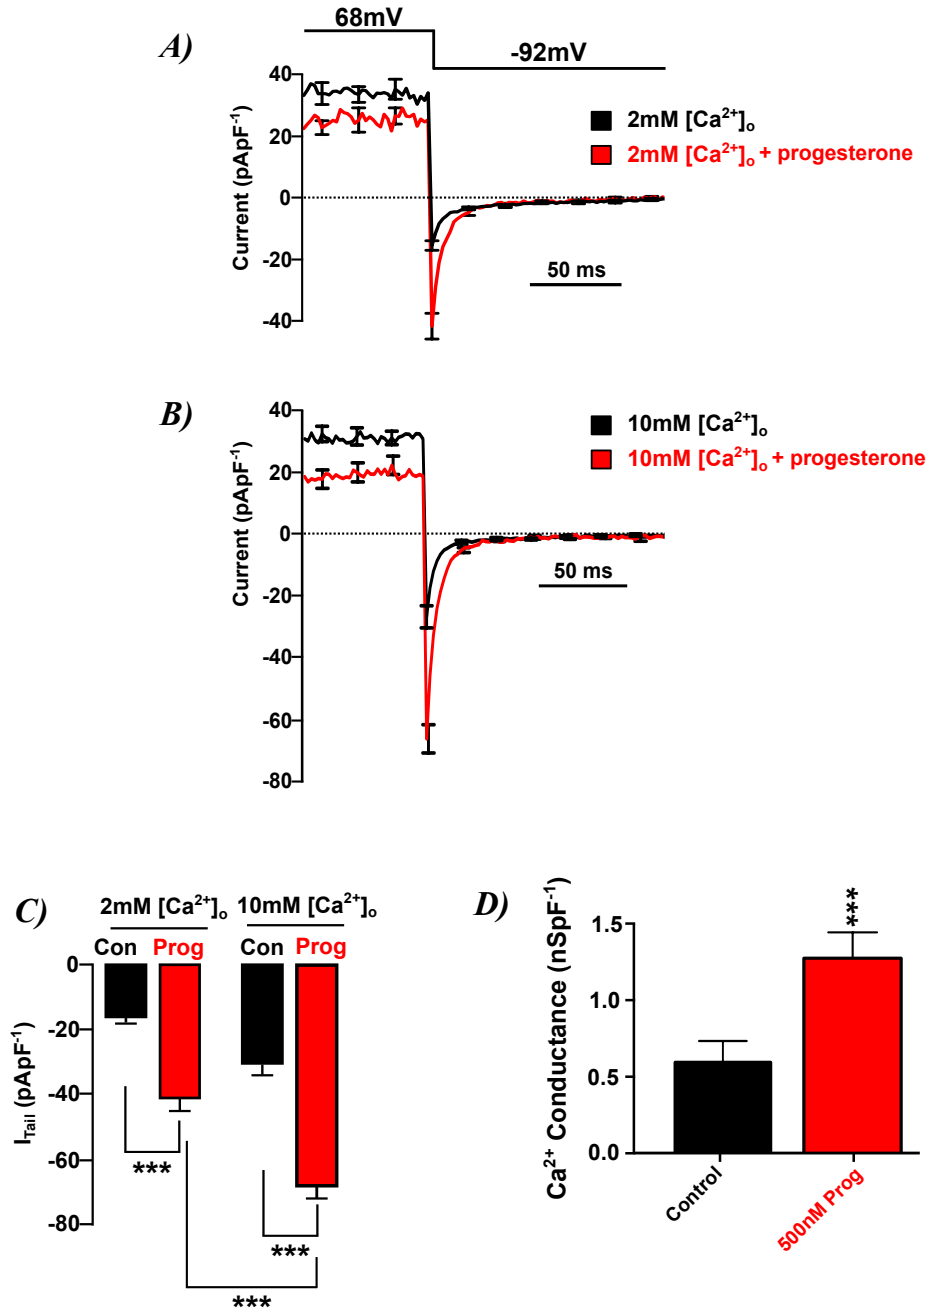 A)
68mV
-92mV
40
20
0
-20
-40
Current (pApF⁻¹)
2mM [Ca²⁺]ₒ
2mM [Ca²⁺]ₒ + progesterone
50 ms
B)
40
20
0
-20
-40
-60
-80
Current (pApF⁻¹)
10mM [Ca²⁺]ₒ
10mM [Ca²⁺]ₒ + progesterone
50 ms
C)
2mM [Ca²⁺]ₒ 10mM [Ca²⁺]ₒ
Con Prog Con Prog
0
-20
-40
-60
-80
I_Tail (pApF⁻¹)
***
***
***
D)
Ca²⁺ Conductance (nSpF⁻¹)
1.5
1.0
0.5
0.0
***
Control
500nM Prog